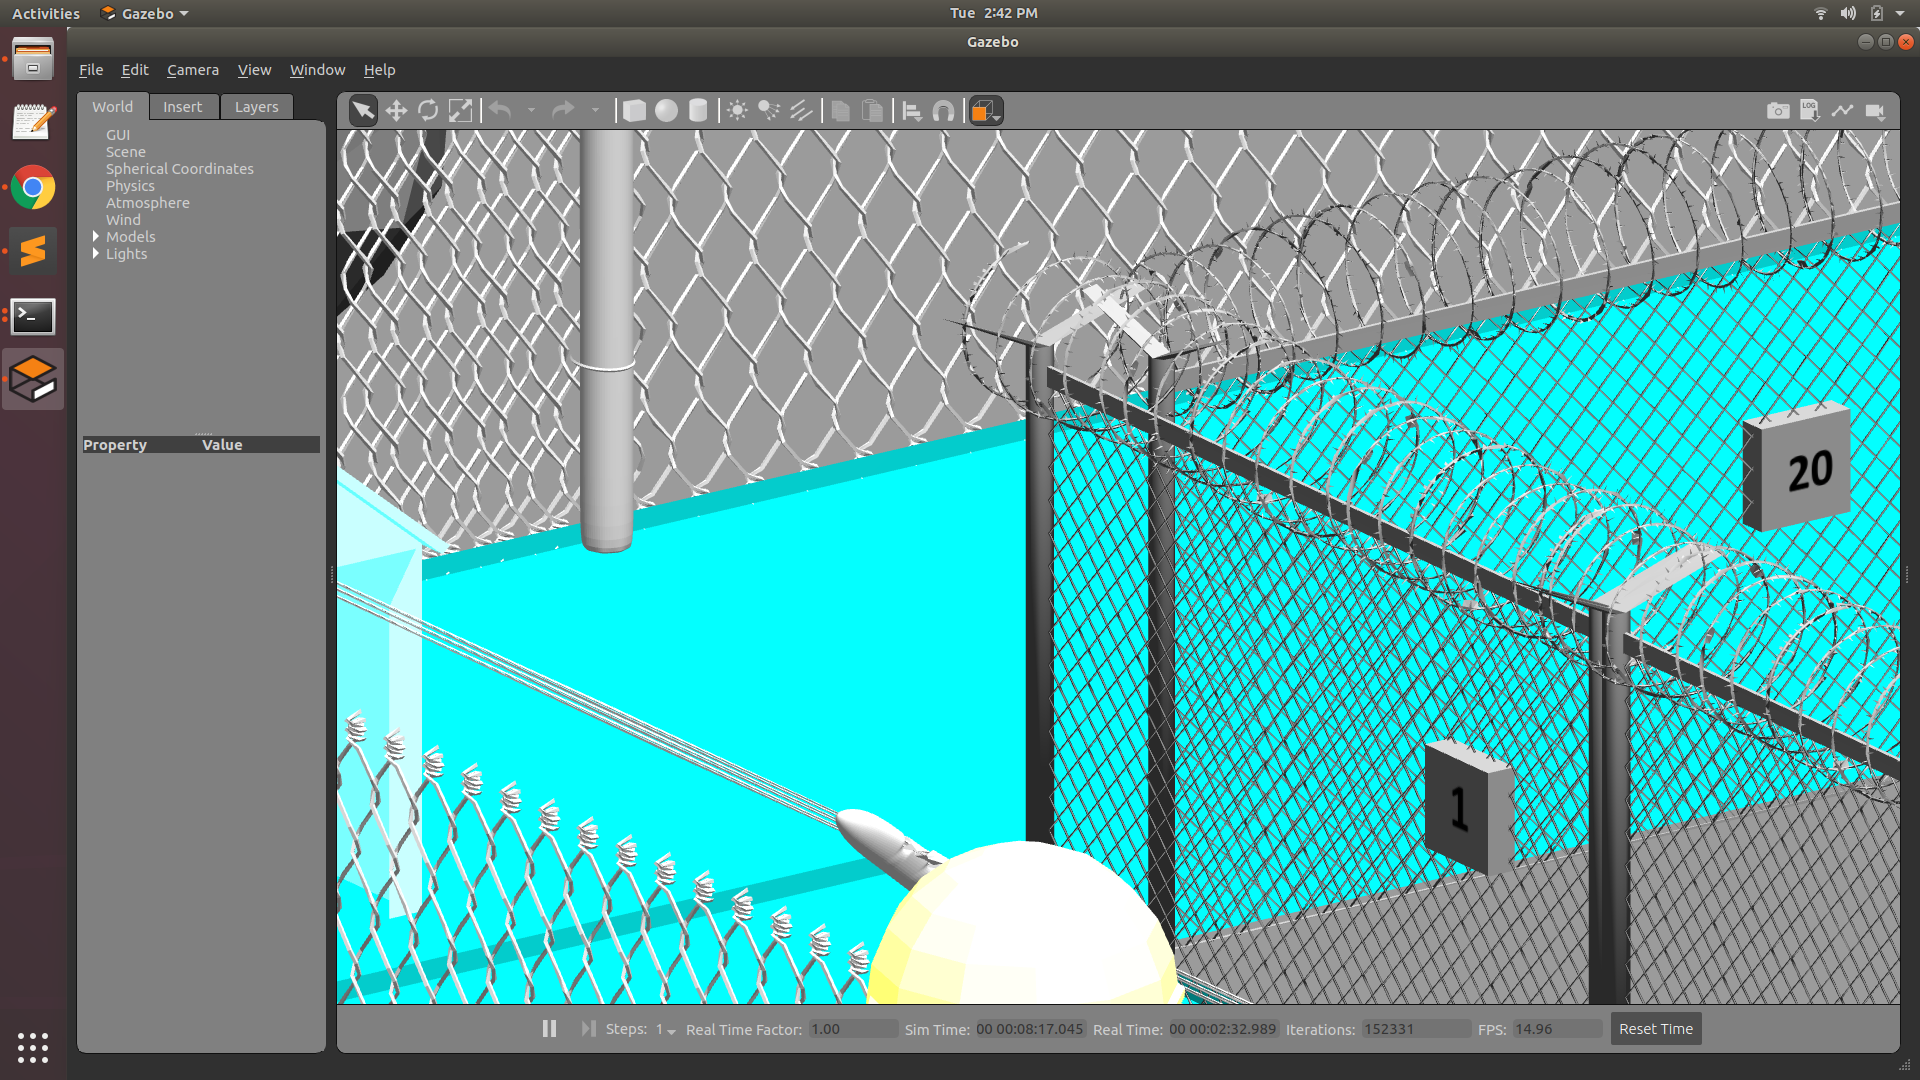 Activities Gazebo Tue 2:42 PM
Gazebo
File Edit Camera View Window Help
World Insert Layers
LOG
GUI
Scene
Spherical Coordinates
Physics
Atmosphere
Wind
Models
Lights
Property Value
20
1
Steps: 1 Real Time Factor: 1.00 Sim Time: 00 00:08:17.045 Real Time: 00 00:02:32.989 Iterations: 152331 FPS: 14.96 Reset Time